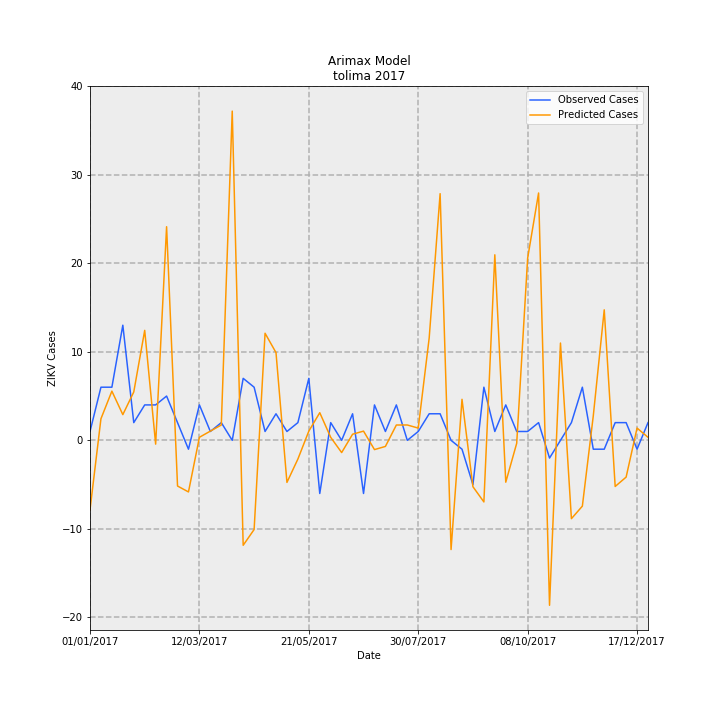 Arimax Model
tolima 2017
Observed Cases
Predicted Cases
ZIKV Cases
40
30
20
10
0
−10
−20
01/01/2017
12/03/2017
21/05/2017
30/07/2017
08/10/2017
17/12/2017
Date